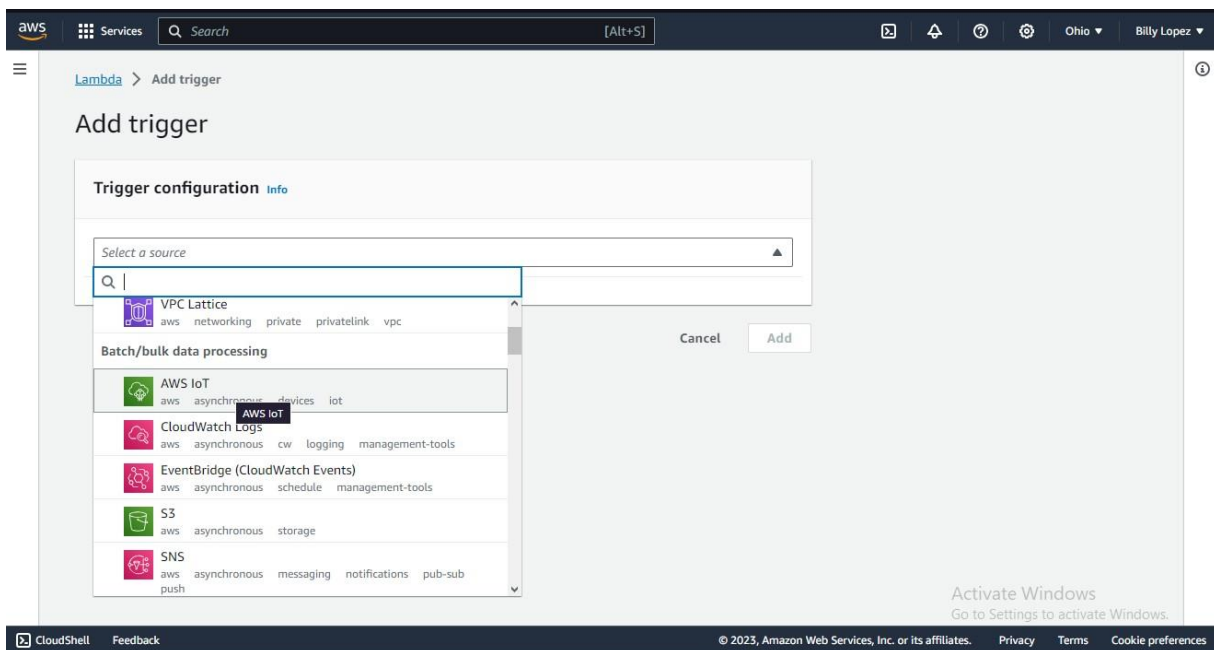 aws Services Search [Alt+S] Ohio Billy Lopez
Lambda > Add trigger
Add trigger
Trigger configuration Info
Select a source
VPC Lattice
aws networking private privatelink vpc
Cancel Add
Batch/bulk data processing
AWS IoT
aws asynchronous devices iot
AWS IoT
CloudWatch Logs
aws asynchronous cw logging management-tools
EventBridge (CloudWatch Events)
aws asynchronous schedule management-tools
S3
aws asynchronous storage
SNS
aws asynchronous messaging notifications pub-sub
push
Activate Windows
Go to Settings to activate Windows.
CloudShell Feedback © 2023, Amazon Web Services, Inc. or its affiliates. Privacy Terms Cookie preferences